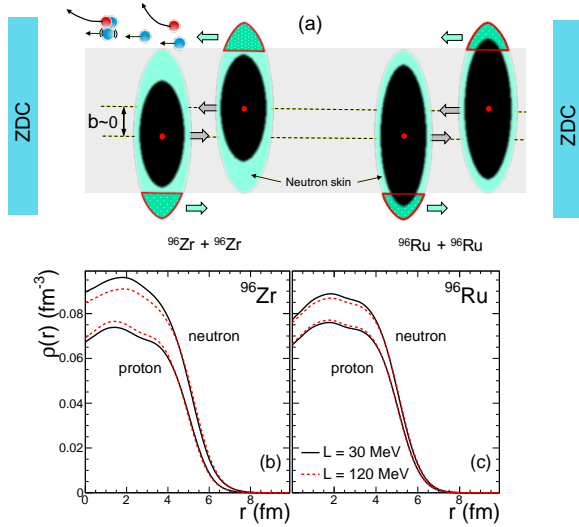 (a)
ZDC
ZDC
b~0
Neutron skin
⁹⁶Zr + ⁹⁶Zr
⁹⁶Ru + ⁹⁶Ru
ρ(r) (fm⁻³)
0.08
0.06
0.04
0.02
0
⁹⁶Zr
neutron
proton
(b)
0 2 4 6 8
r (fm)
⁹⁶Ru
neutron
proton
L = 30 MeV
L = 120 MeV
(c)
0 2 4 6 8
r (fm)